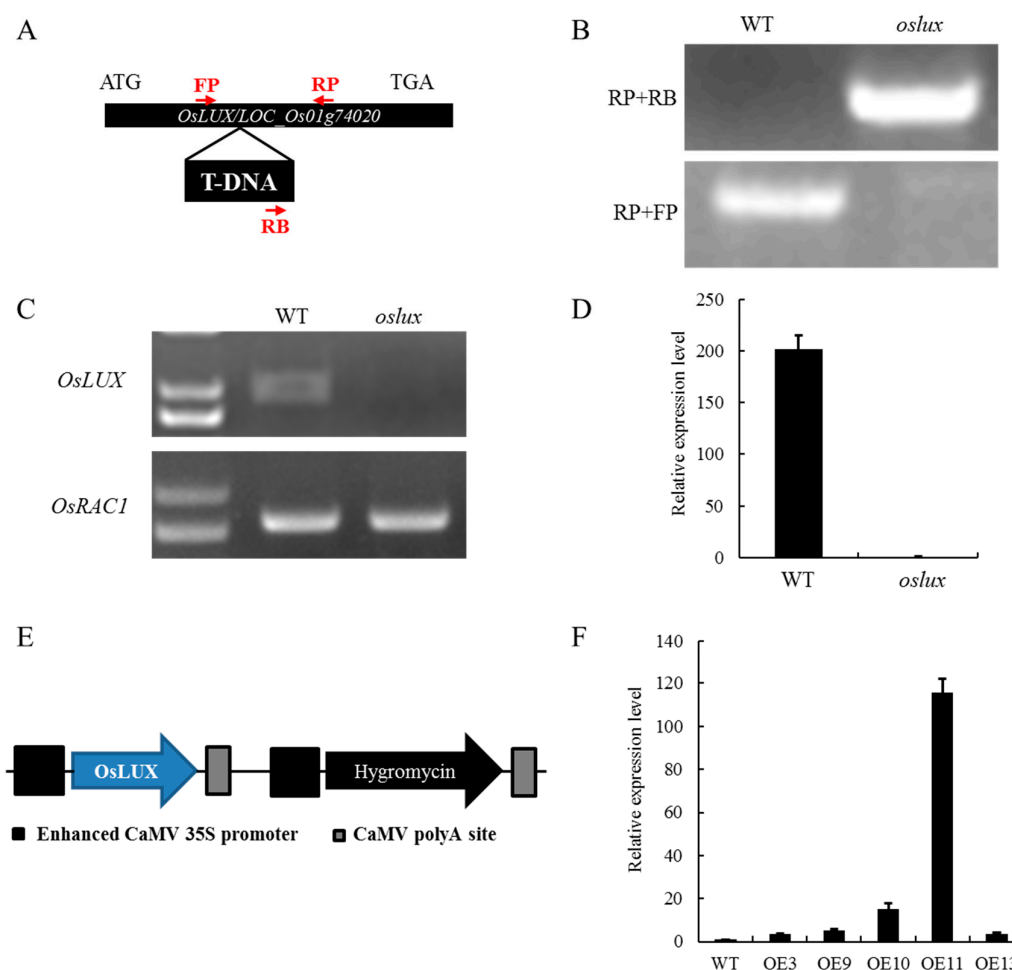 A
ATG
FP
RP
TGA
OsLUX/LOC_Os01g74020
T-DNA
RB
B
WT
oslux
RP+RB
RP+FP
C
WT
oslux
OsLUX
OsRAC1
D
Relative expression level
250
200
150
100
50
0
WT
oslux
E
OsLUX
Hygromycin
Enhanced CaMV 35S promoter
CaMV polyA site
F
Relative expression level
140
120
100
80
60
40
20
0
WT OE3 OE9 OE10 OE11 OE13